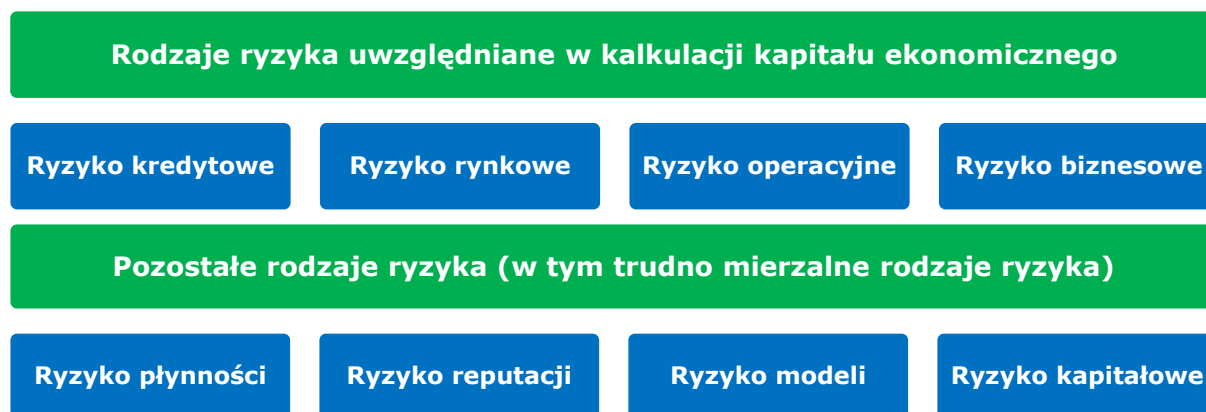 Rodzaje ryzyka uwzględniane w kalkulacji kapitału ekonomicznego
Ryzyko kredytowe
Ryzyko rynkowe
Ryzyko operacyjne
Ryzyko biznesowe
Pozostałe rodzaje ryzyka (w tym trudno mierzalne rodzaje ryzyka)
Ryzyko płynności
Ryzyko reputacji
Ryzyko modeli
Ryzyko kapitałowe